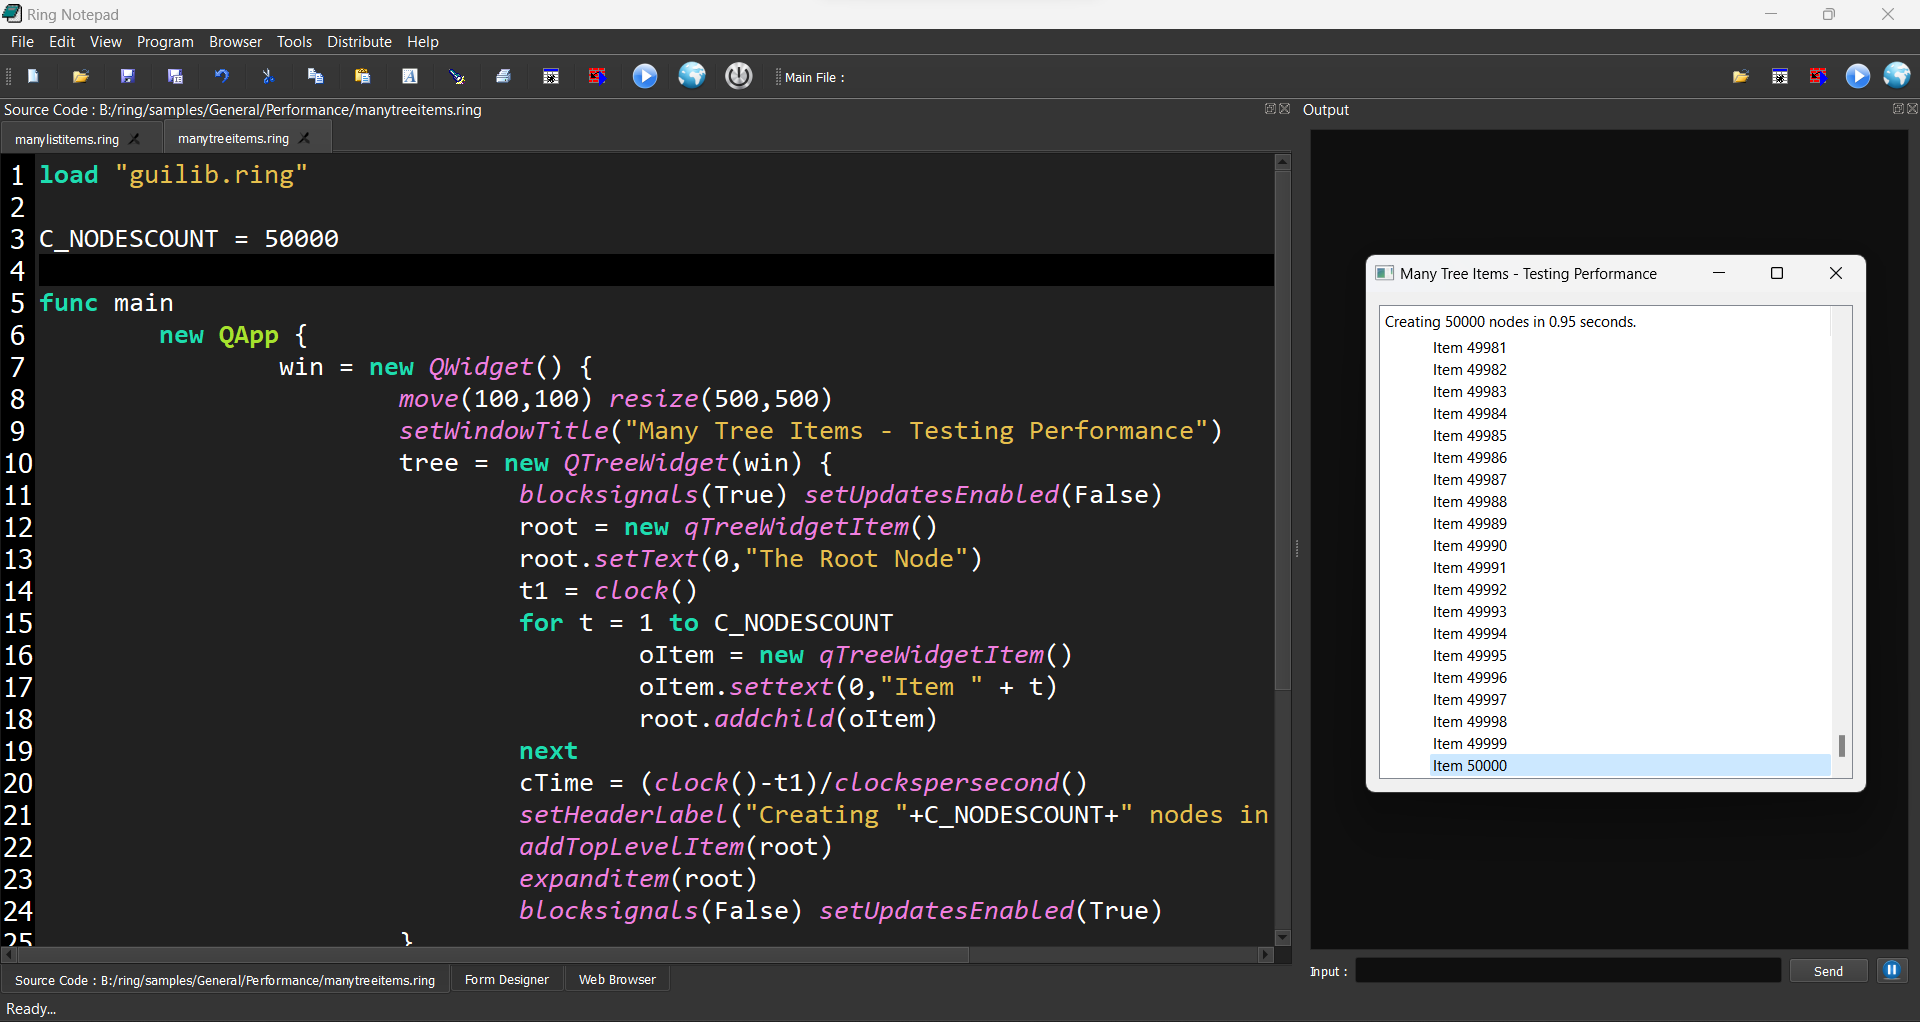 Ring Notepad
File Edit View Program Browser Tools Distribute Help
Main File :
Source Code : B:/ring/samples/General/Performance/manytreeitems.ring
manylistitems.ring manytreeitems.ring
1 load "guilib.ring"
2
3 C_NODESCOUNT = 50000
4
5 func main
6 new QApp {
7 win = new QWidget() {
8 move(100,100) resize(500,500)
9 setWindowTitle("Many Tree Items - Testing Performance")
10 tree = new QTreeWidget(win) {
11 blocksignals(True) setUpdatesEnabled(False)
12 root = new qTreeWidgetItem()
13 root.setText(0,"The Root Node")
14 t1 = clock()
15 for t = 1 to C_NODESCOUNT
16 oItem = new qTreeWidgetItem()
17 oItem.settext(0,"Item " + t)
18 root.addchild(oItem)
19 next
20 cTime = (clock()-t1)/clockspersecond()
21 setHeaderLabel("Creating "+C_NODESCOUNT+" nodes in
22 addTopLevelItem(root)
23 expanditem(root)
24 blocksignals(False) setUpdatesEnabled(True)
25 }
Source Code : B:/ring/samples/General/Performance/manytreeitems.ring Form Designer Web Browser
Ready...
Output
Many Tree Items - Testing Performance
Creating 50000 nodes in 0.95 seconds.
Item 49981
Item 49982
Item 49983
Item 49984
Item 49985
Item 49986
Item 49987
Item 49988
Item 49989
Item 49990
Item 49991
Item 49992
Item 49993
Item 49994
Item 49995
Item 49996
Item 49997
Item 49998
Item 49999
Item 50000
Input : Send